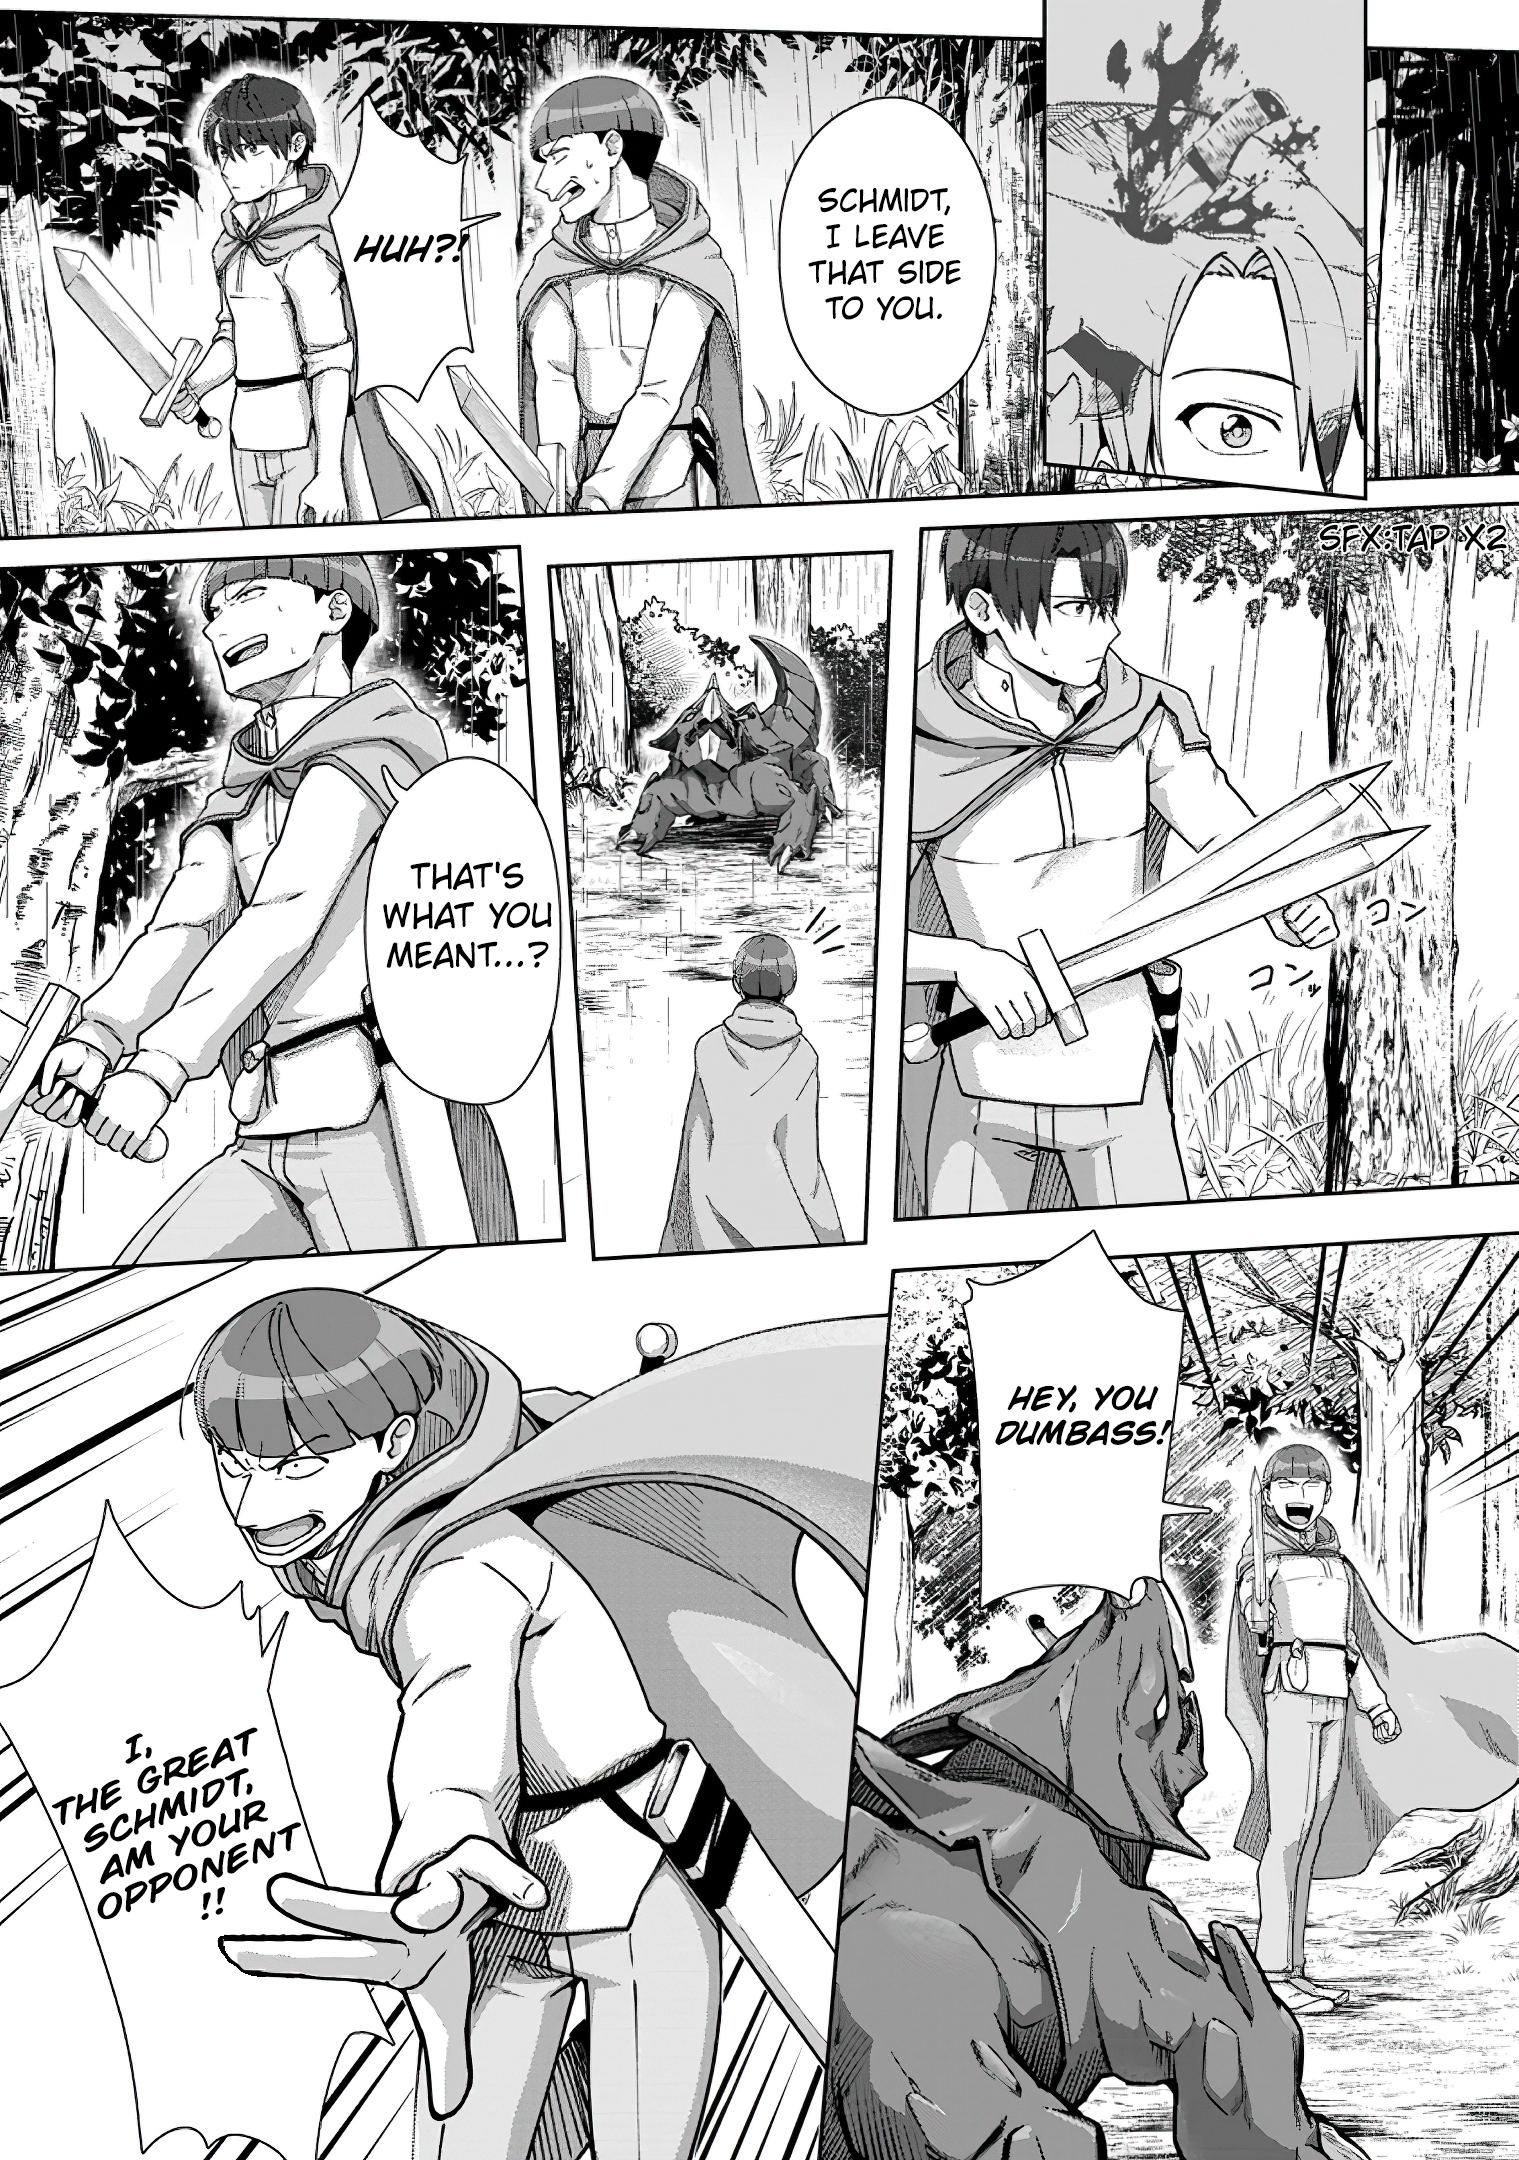 SCHMIDT,
I LEAVE
THAT SIDE
TO YOU.
HUH?!
SFX:TAP X2
コン
コン
THAT'S
WHAT YOU
MEANT...?
HEY, YOU
DUMBASS!
I,
THE GREAT
SCHMIDT,
AM YOUR
OPPONENT
!!